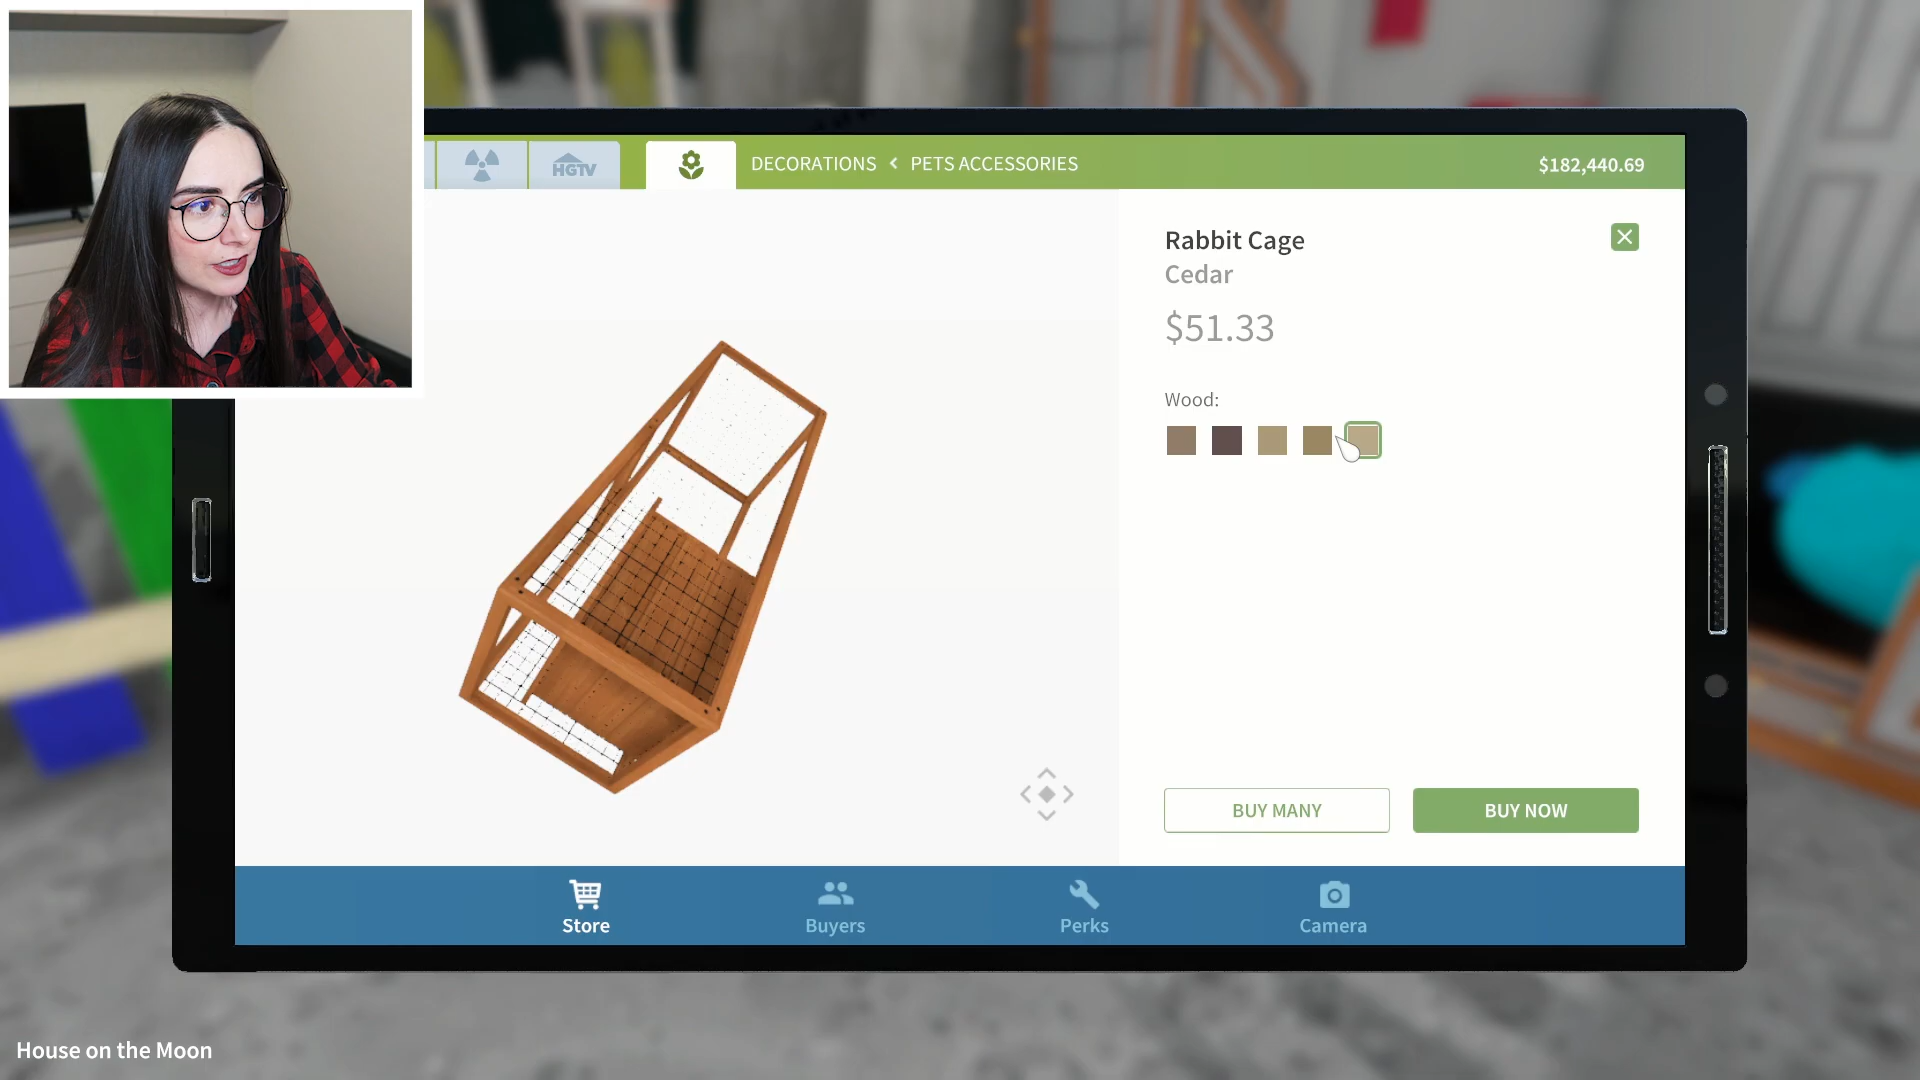 HGTV
DECORATIONS < PETS ACCESSORIES
$182,440.69
Rabbit Cage
Cedar
$51.33
Wood:
BUY MANY
BUY NOW
Store
Buyers
Perks
Camera
House on the Moon